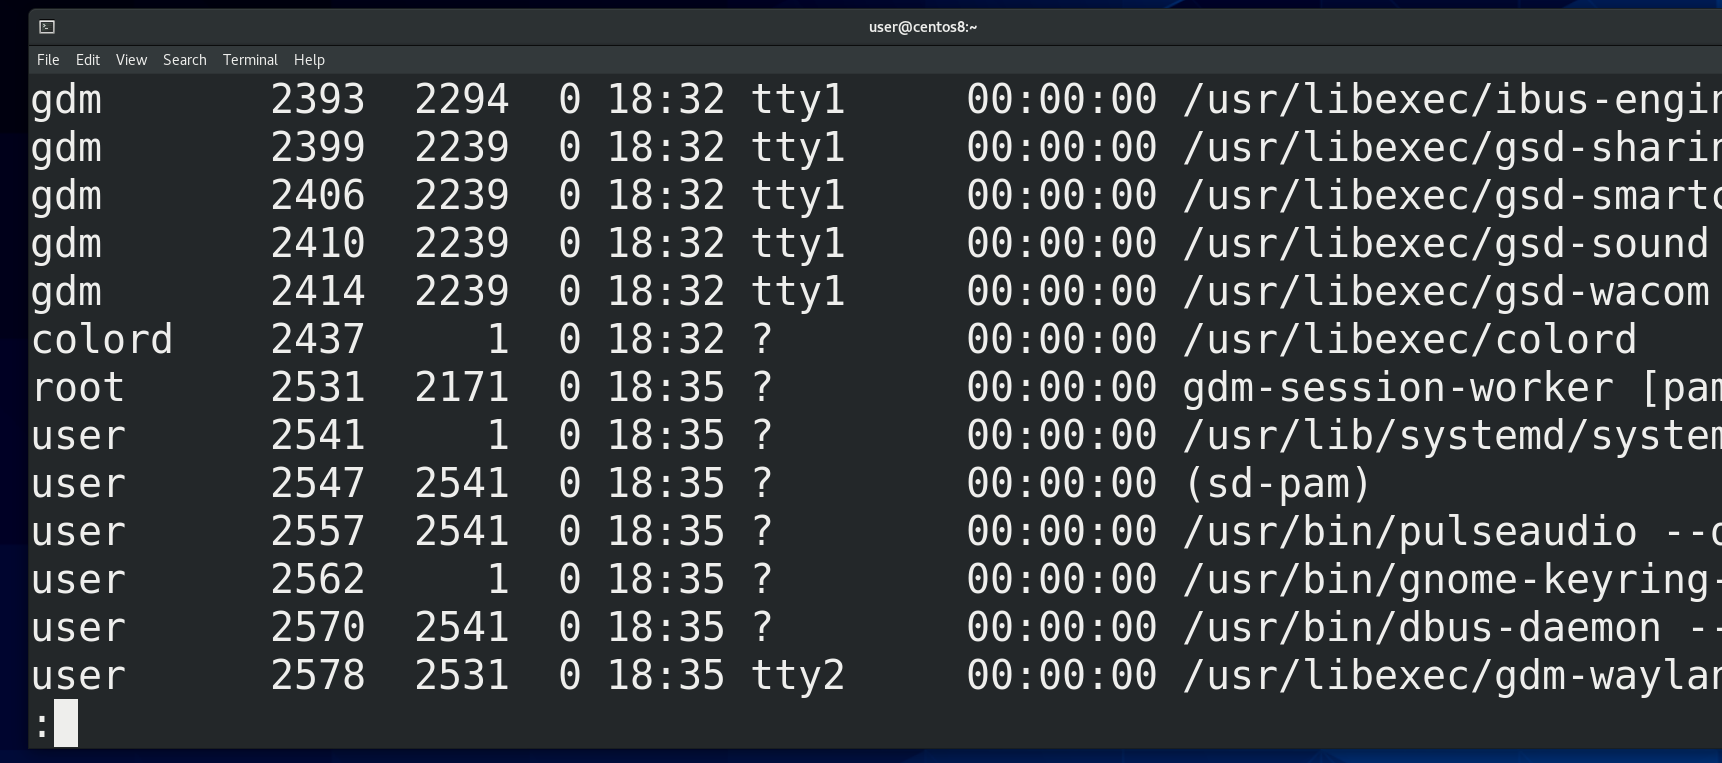 user@centos8:~
File Edit View Search Terminal Help
gdm 2393 2294 0 18:32 tty1 00:00:00 /usr/libexec/ibus-engin
gdm 2399 2239 0 18:32 tty1 00:00:00 /usr/libexec/gsd-sharin
gdm 2406 2239 0 18:32 tty1 00:00:00 /usr/libexec/gsd-smartc
gdm 2410 2239 0 18:32 tty1 00:00:00 /usr/libexec/gsd-sound
gdm 2414 2239 0 18:32 tty1 00:00:00 /usr/libexec/gsd-wacom
colord 2437 1 0 18:32 ? 00:00:00 /usr/libexec/colord
root 2531 2171 0 18:35 ? 00:00:00 gdm-session-worker [pam
user 2541 1 0 18:35 ? 00:00:00 /usr/lib/systemd/system
user 2547 2541 0 18:35 ? 00:00:00 (sd-pam)
user 2557 2541 0 18:35 ? 00:00:00 /usr/bin/pulseaudio --d
user 2562 1 0 18:35 ? 00:00:00 /usr/bin/gnome-keyring-
user 2570 2541 0 18:35 ? 00:00:00 /usr/bin/dbus-daemon --
user 2578 2531 0 18:35 tty2 00:00:00 /usr/libexec/gdm-waylan
: